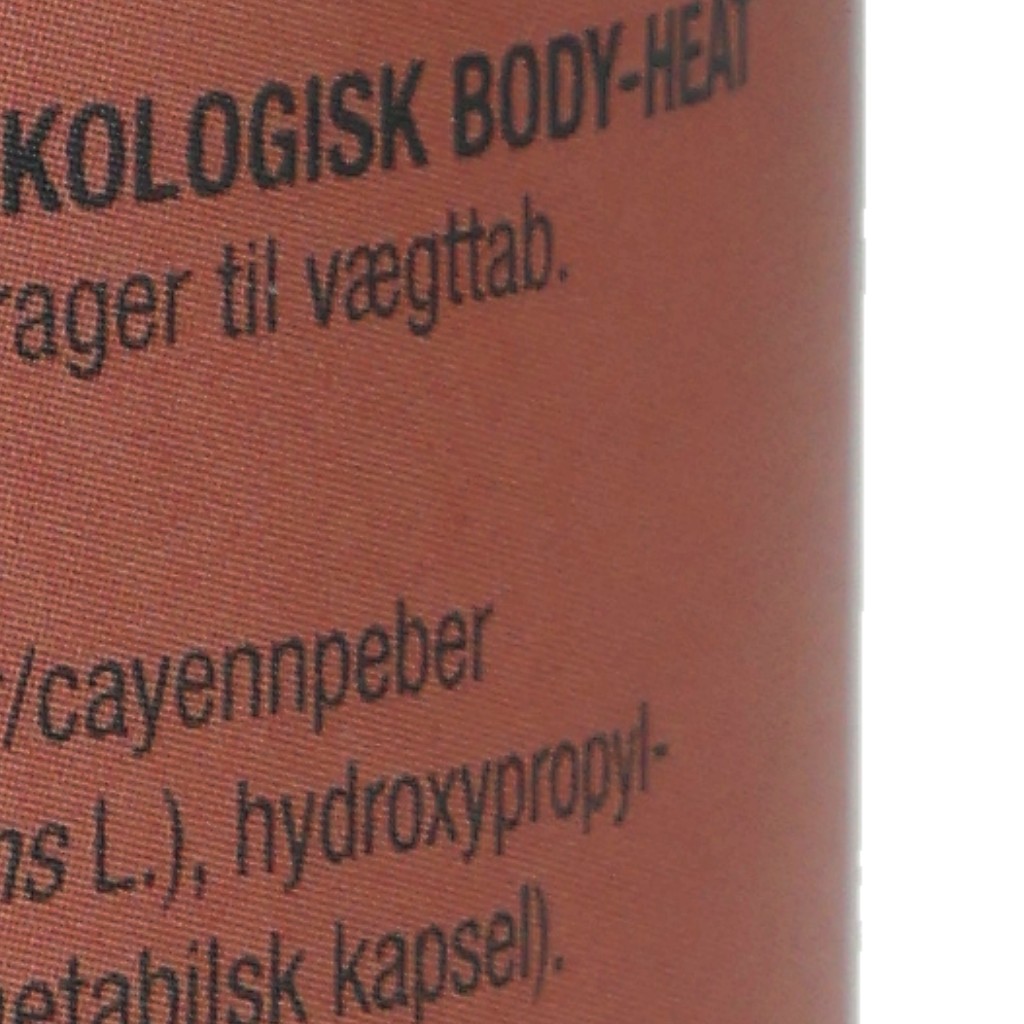 KOLOGISK BODY-HEAT
rager til vægttab.
/cayennpeber
ns L.), hydroxypropyl-
etabilsk kapsel).